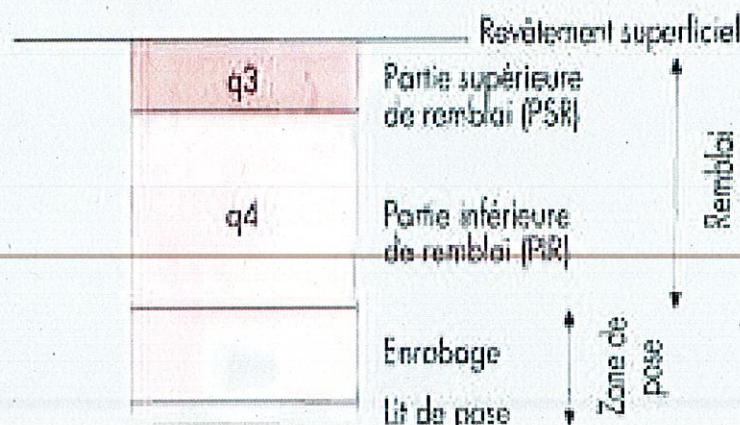 Revêtement superficiel
q3
Partie supérieure
de remblai (PSR)
Remblai
q4
Partie inférieure
de remblai (PIR)
Enrobage
Zone de
pose
Lit de pose